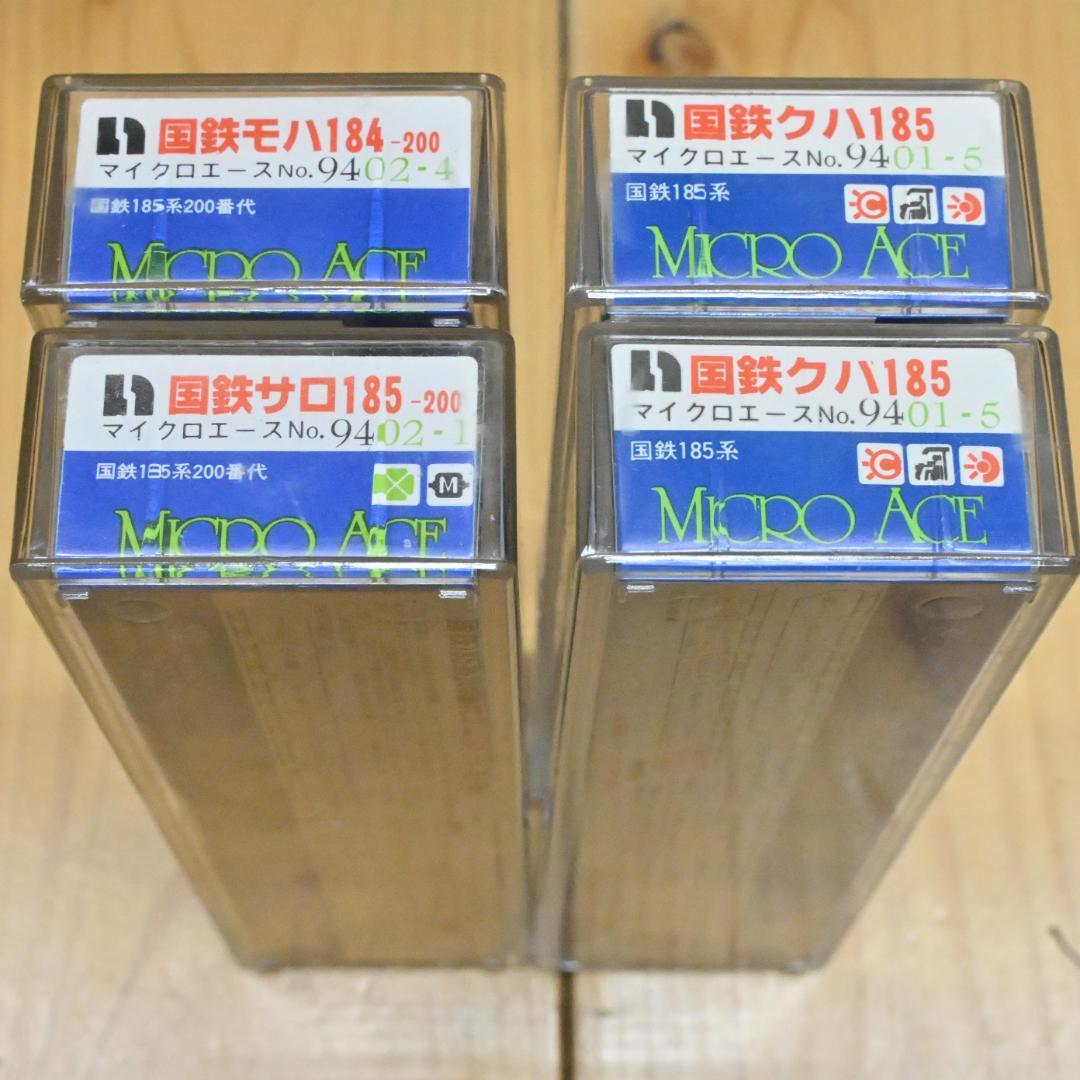 国鉄モハ184-200
マイクロエースNo.9402-4
国鉄185系200番代
MICRO ACE
国鉄クハ185
マイクロエースNo.9401-5
国鉄185系
MICRO ACE
国鉄サロ185-200
マイクロエースNo.9402-1
国鉄185系200番代
M
MICRO ACE
国鉄クハ185
マイクロエースNo.9401-5
国鉄185系
MICRO ACE